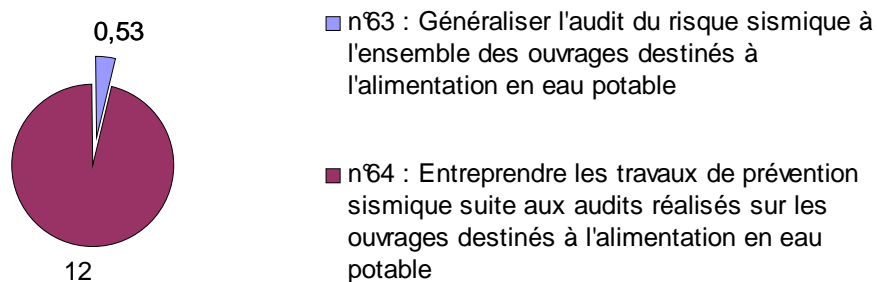 0,53
n°63 : Généraliser l'audit du risque sismique à
l'ensemble des ouvrages destinés à
l'alimentation en eau potable
n°64 : Entreprendre les travaux de prévention
sismique suite aux audits réalisés sur les
ouvrages destinés à l'alimentation en eau
potable
12